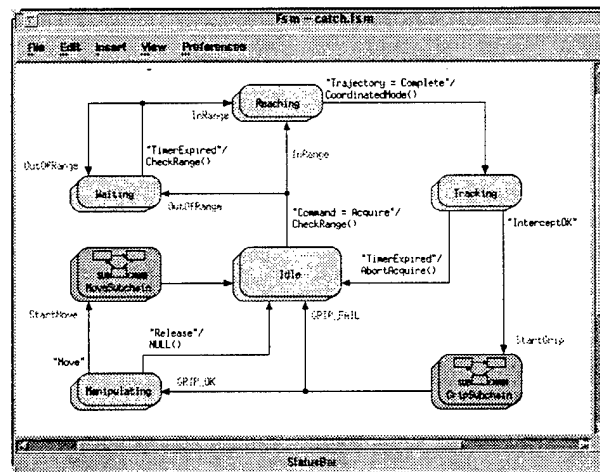 Fsm – catch.fsm
File Edit Insert View Preferences
"Trajectory = Complete"/
CoordinatedMode()
Reaching
InRange
"TimerExpired"/
CheckRange()
InRange
OutOfRange
Waiting
OutOfRange
Tracking
"Command = Acquire"/
CheckRange()
"InterceptOK"
"TimerExpired"/
AbortAcquire()
Idle
MoveSubchain
StartMove
GRIP_FAIL
"Release"/
NULL()
StartGrip
"Move"
GRIP_OK
Manipulating
GripSubchain
StatusBar